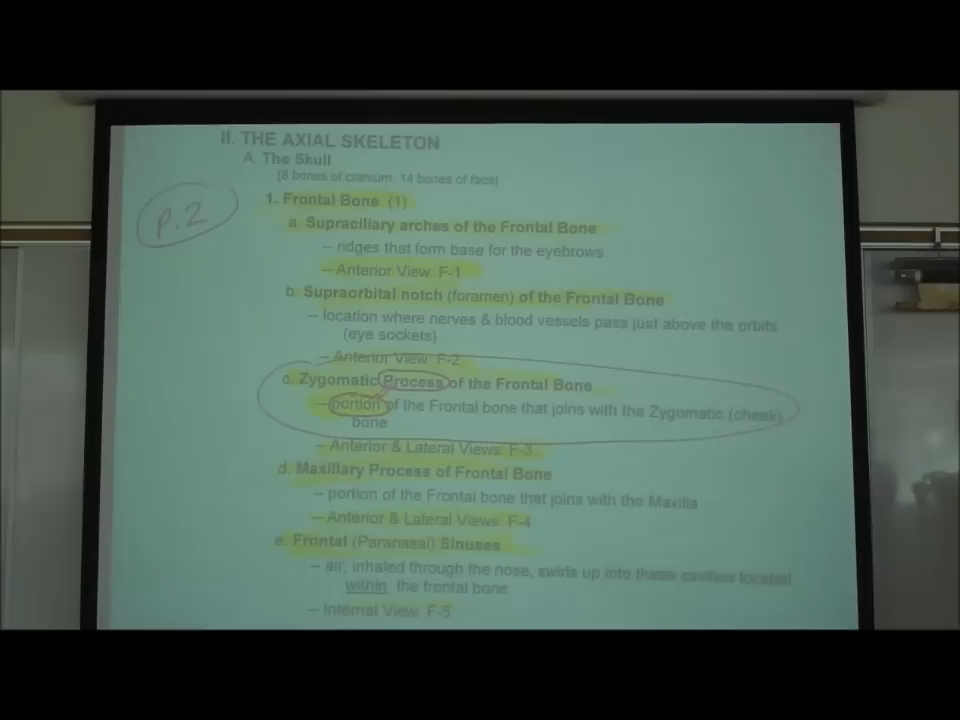 II. THE AXIAL SKELETON
A. The Skull
[8 bones of cranium; 14 bones of face]
p.2
1. Frontal Bone (1)
a. Supraciliary arches of the Frontal Bone
– ridges that form base for the eyebrows
– Anterior View: F-1
b. Supraorbital notch (foramen) of the Frontal Bone
– location where nerves & blood vessels pass just above the orbits
(eye sockets)
– Anterior View: F-2
c. Zygomatic Process of the Frontal Bone
– portion of the Frontal bone that joins with the Zygomatic (cheek)
bone
– Anterior & Lateral Views: F-3
d. Maxillary Process of Frontal Bone
– portion of the Frontal bone that joins with the Maxilla
– Anterior & Lateral Views: F-4
e. Frontal (Paranasal) Sinuses
– air, inhaled through the nose, swirls up into these cavities located
within the frontal bone
– Internal View: F-5